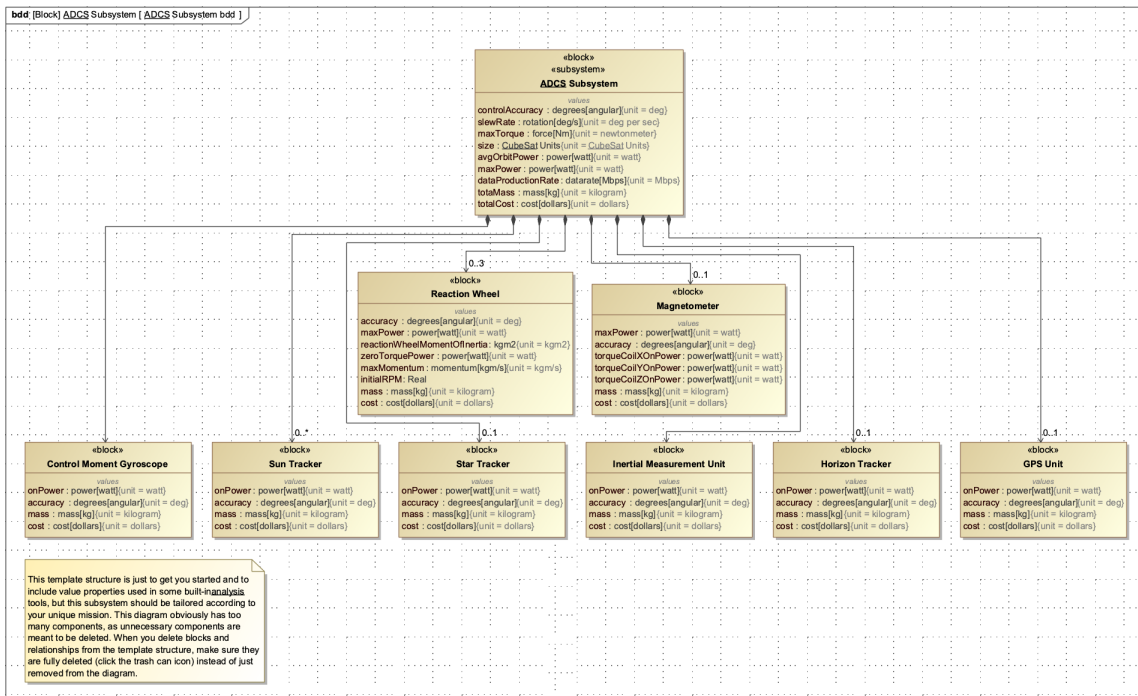 bdd [Block] ADCS Subsystem [ ADCS Subsystem bdd ]
«block»
«subsystem»
ADCS Subsystem
values
controlAccuracy : degrees[angular]{unit = deg}
slewRate : rotation[deg/s]{unit = deg per sec}
maxTorque : force[Nm]{unit = newtonmeter}
size : CubeSat Units{unit = CubeSat Units}
avgOrbitPower : power[watt]{unit = watt}
maxPower : power[watt]{unit = watt}
dataProductionRate : datarate[Mbps]{unit = Mbps}
totaMass : mass[kg]{unit = kilogram}
totalCost : cost[dollars]{unit = dollars}
0..3
«block»
Reaction Wheel
values
accuracy : degrees[angular]{unit = deg}
maxPower : power[watt]{unit = watt}
reactionWheelMomentOfInertia : kgm2{unit = kgm2}
zeroTorquePower : power[watt]{unit = watt}
maxMomentum : momentum[kgm/s]{unit = kgm/s}
initialRPM : Real
mass : mass[kg]{unit = kilogram}
cost : cost[dollars]{unit = dollars}
0..1
«block»
Magnetometer
values
maxPower : power[watt]{unit = watt}
accuracy : degrees[angular]{unit = deg}
torqueCoilXOnPower : power[watt]{unit = watt}
torqueCoilYOnPower : power[watt]{unit = watt}
torqueCoilZOnPower : power[watt]{unit = watt}
mass : mass[kg]{unit = kilogram}
cost : cost[dollars]{unit = dollars}
«block»
Control Moment Gyroscope
values
onPower : power[watt]{unit = watt}
accuracy : degrees[angular]{unit = deg}
mass : mass[kg]{unit = kilogram}
cost : cost[dollars]{unit = dollars}
0..*
«block»
Sun Tracker
values
onPower : power[watt]{unit = watt}
accuracy : degrees[angular]{unit = deg}
mass : mass[kg]{unit = kilogram}
cost : cost[dollars]{unit = dollars}
0..1
«block»
Star Tracker
values
onPower : power[watt]{unit = watt}
accuracy : degrees[angular]{unit = deg}
mass : mass[kg]{unit = kilogram}
cost : cost[dollars]{unit = dollars}
«block»
Inertial Measurement Unit
values
onPower : power[watt]{unit = watt}
accuracy : degrees[angular]{unit = deg}
mass : mass[kg]{unit = kilogram}
cost : cost[dollars]{unit = dollars}
0..1
«block»
Horizon Tracker
values
onPower : power[watt]{unit = watt}
accuracy : degrees[angular]{unit = deg}
mass : mass[kg]{unit = kilogram}
cost : cost[dollars]{unit = dollars}
0..1
«block»
GPS Unit
values
onPower : power[watt]{unit = watt}
accuracy : degrees[angular]{unit = deg}
mass : mass[kg]{unit = kilogram}
cost : cost[dollars]{unit = dollars}
This template structure is just to get you started and to
include value properties used in some built-inanalysis
tools, but this subsystem should be tailored according to
your unique mission. This diagram obviously has too
many components, as unnecessary components are
meant to be deleted. When you delete blocks and
relationships from the template structure, make sure they
are fully deleted (click the trash can icon) instead of just
removed from the diagram.